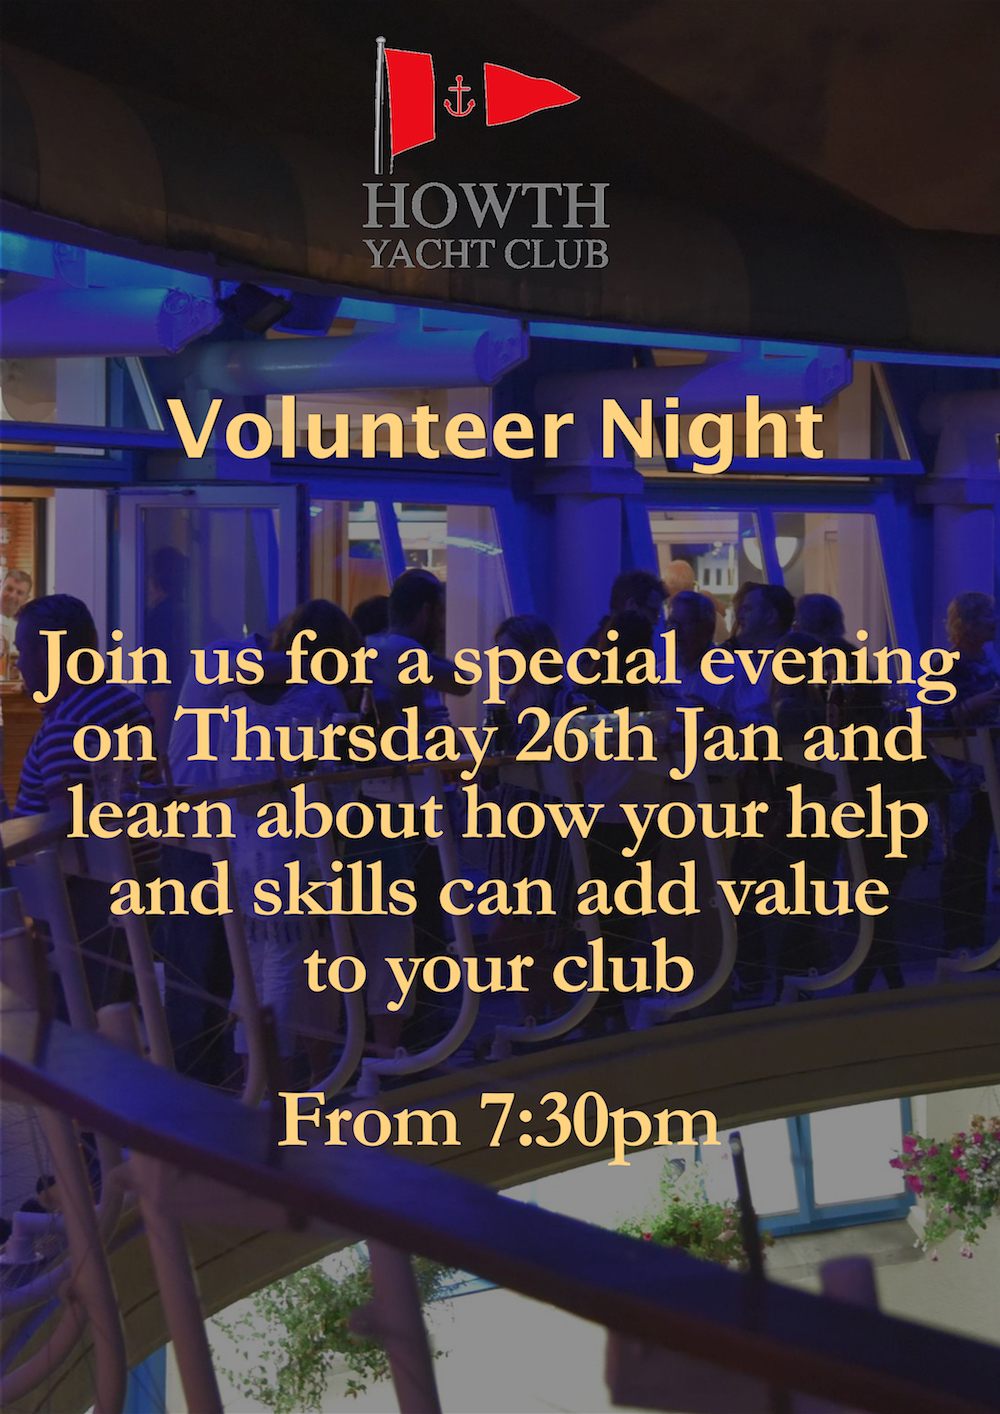 HOWTH
YACHT CLUB
Volunteer Night
Join us for a special evening
on Thursday 26th Jan and
learn about how your help
and skills can add value
to your club
From 7:30pm